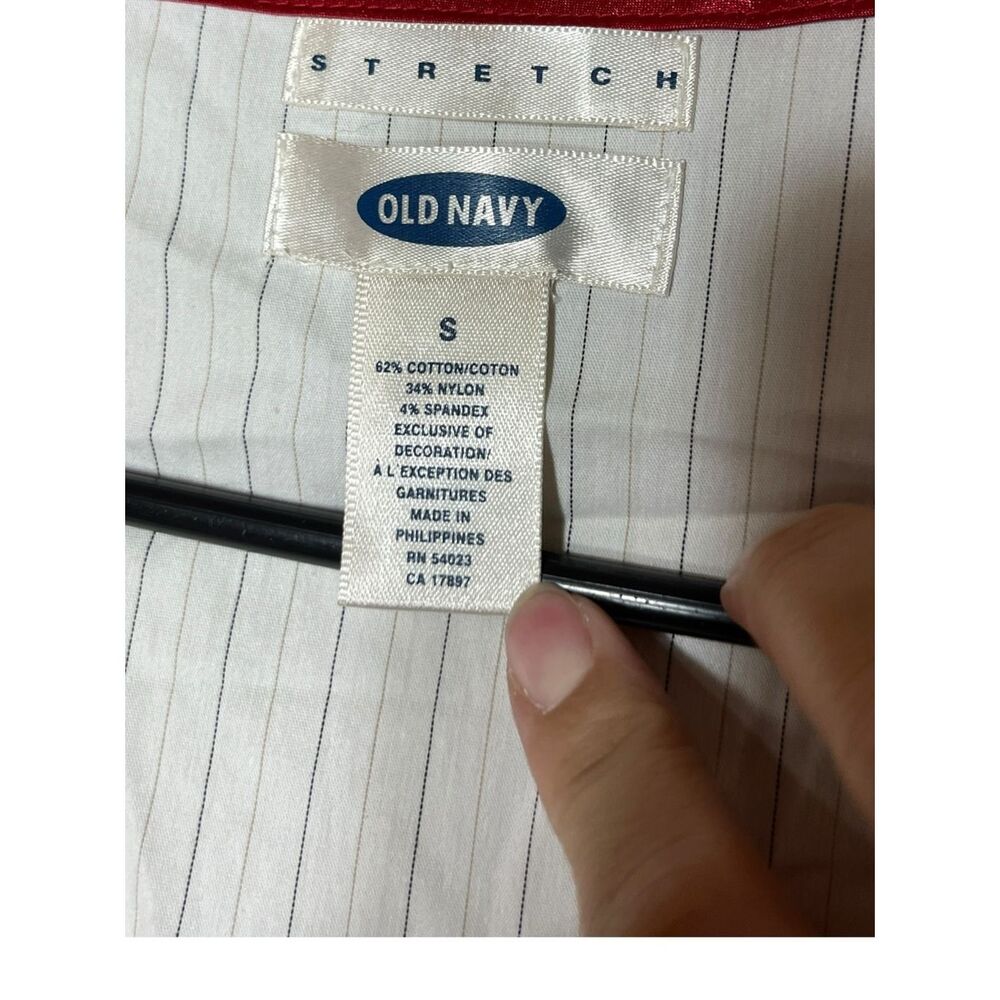 STRETCH
OLD NAVY
S
62% COTTON/COTON
34% NYLON
4% SPANDEX
EXCLUSIVE OF
DECORATION/
À L'EXCEPTION DES
GARNITURES
MADE IN
PHILIPPINES
RN 54023
CA 17897